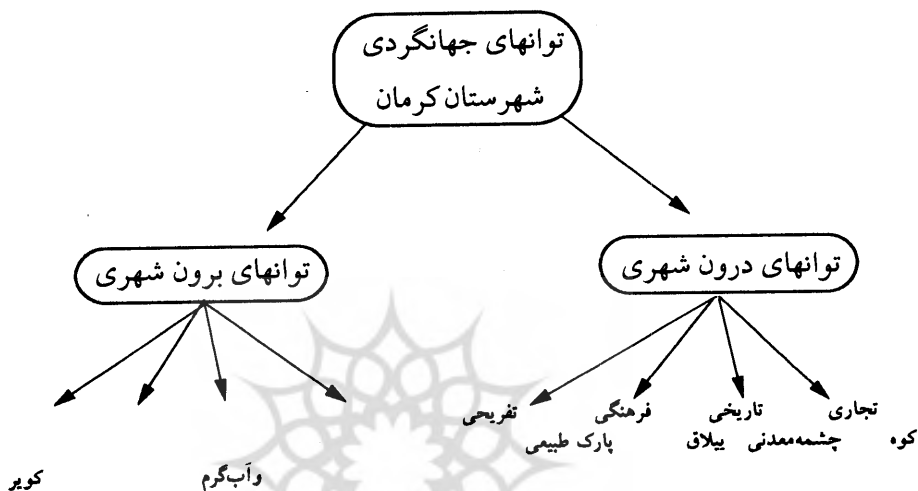 توانهای جهانگردی
شهرستان کرمان
توانهای درون شهری
توانهای برون شهری
تجاری تاریخی فرهنگی تفریحی
کوه چشمه‌معدنی ییلاق پارک طبیعی
وآب‌گرم کویر